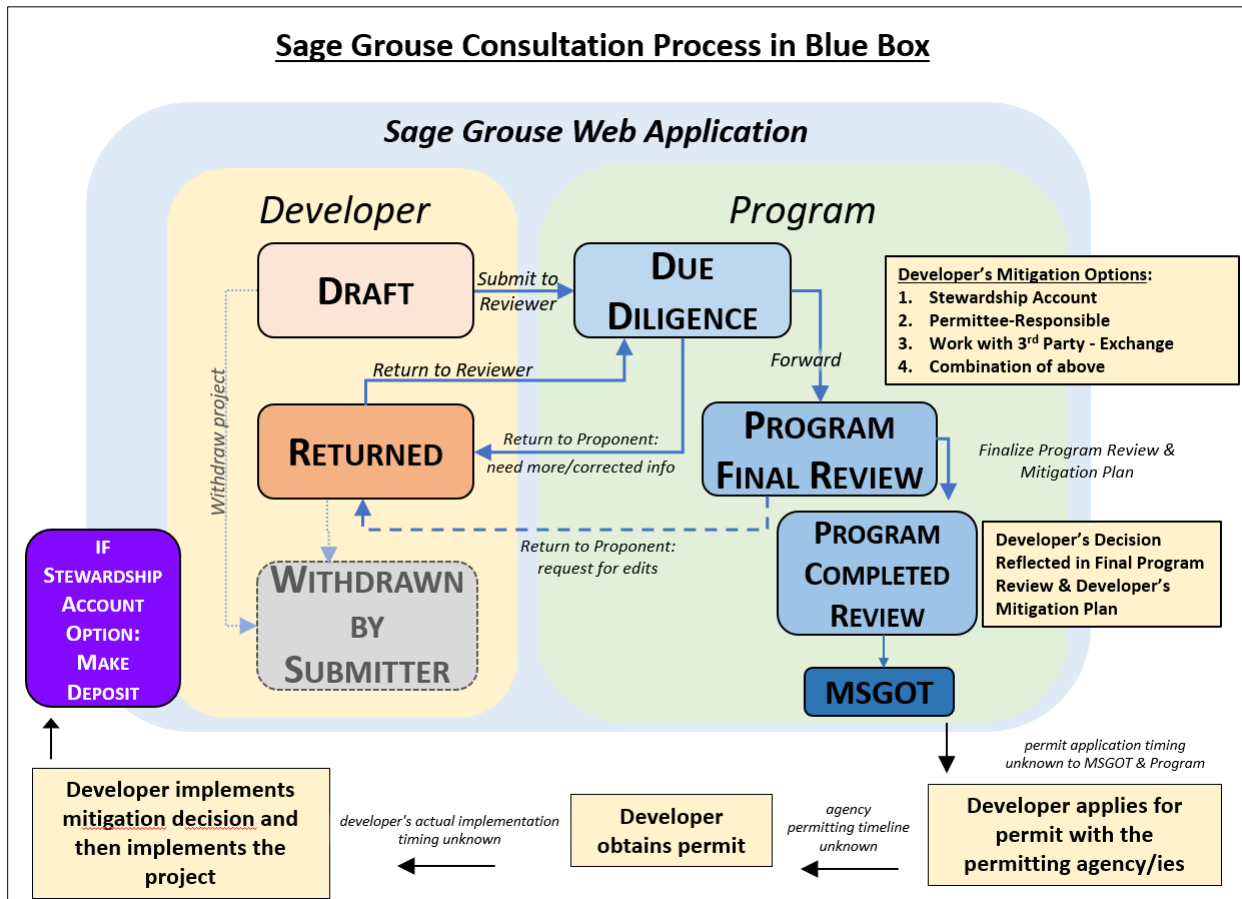 Sage Grouse Consultation Process in Blue Box
Sage Grouse Web Application
Developer
Program
DRAFT
Submit to
Reviewer
DUE
DILIGENCE
Developer's Mitigation Options:
1. Stewardship Account
2. Permittee-Responsible
3. Work with 3rd Party - Exchange
4. Combination of above
Forward
Return to Reviewer
Withdraw project
RETURNED
Return to Proponent:
need more/corrected info
PROGRAM
FINAL REVIEW
Finalize Program Review &
Mitigation Plan
Return to Proponent:
request for edits
PROGRAM
COMPLETED
REVIEW
Developer's Decision
Reflected in Final Program
Review & Developer's
Mitigation Plan
IF
STEWARDSHIP
ACCOUNT
OPTION:
MAKE
DEPOSIT
WITHDRAWN
BY
SUBMITTER
MSGOT
permit application timing
unknown to MSGOT & Program
Developer applies for
permit with the
permitting agency/ies
agency
permitting timeline
unknown
Developer
obtains permit
developer's actual implementation
timing unknown
Developer implements
mitigation decision and
then implements the
project